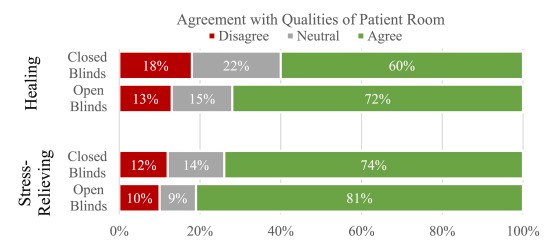 Agreement with Qualities of Patient Room
Disagree Neutral Agree
Healing
Closed
Blinds
18% 22% 60%
Open
Blinds
13% 15% 72%
Stress-
Relieving
Closed
Blinds
12% 14% 74%
Open
Blinds
10% 9% 81%
0% 20% 40% 60% 80% 100%